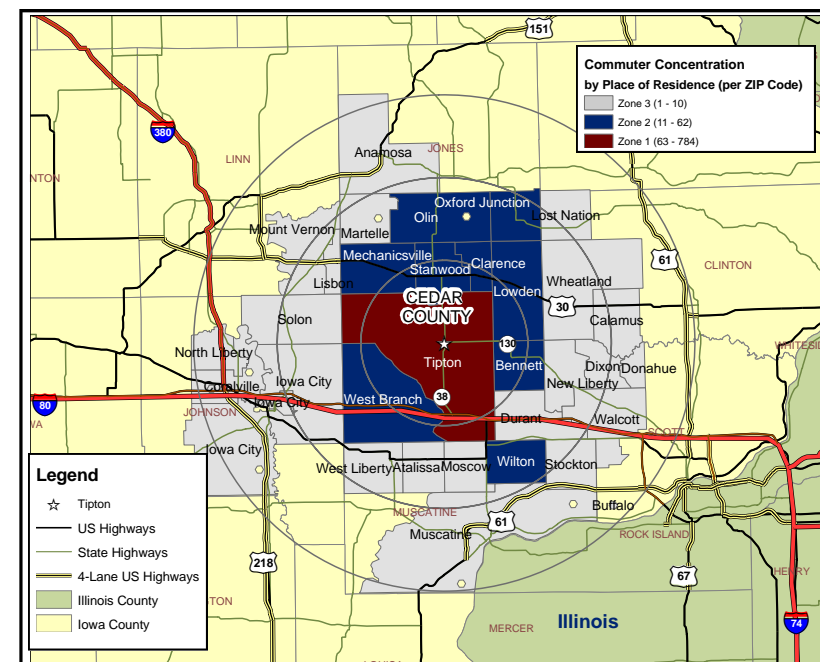 151
Commuter Concentration
by Place of Residence (per ZIP Code)
Zone 3 (1 - 10)
Zone 2 (11 - 62)
Zone 1 (63 - 784)
380
LINN
JONES
Anamosa
NTON
Oxford Junction
Olin
Lost Nation
Mount Vernon
Martelle
Mechanicsville
Stanwood
Clarence
61
CLINTON
Lisbon
Lowden
Wheatland
CEDAR
COUNTY
30
Solon
Calamus
North Liberty
130
WHITESID
Tipton
Bennett
Dixon
Donahue
Coralville
Iowa City
New Liberty
80
38
Iowa City
West Branch
JOHNSON
WA
Durant
Walcott
SCOTT
Iowa City
Wilton
West Liberty
Atalissa
Moscow
Stockton
Legend
Tipton
US Highways
State Highways
4-Lane US Highways
Illinois County
Iowa County
MUSCATINE
61
Buffalo
Muscatine
ROCK ISLAND
218
67
HENRY
TON
MERCER
Illinois
74